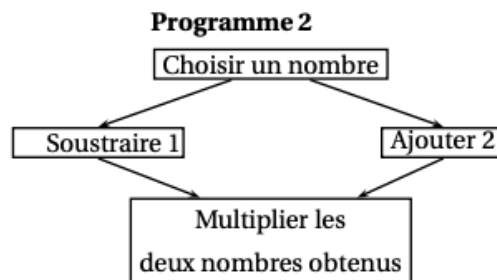 Programme 2
Choisir un nombre
Soustraire 1
Ajouter 2
Multiplier les
deux nombres obtenus